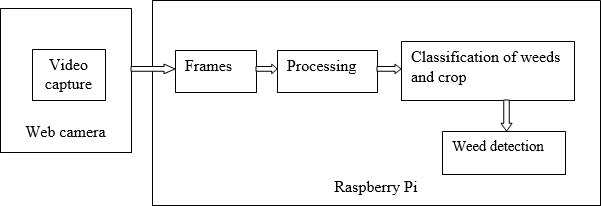 Video
capture
Web camera
Frames
Processing
Classification of weeds
and crop
Weed detection
Raspberry Pi